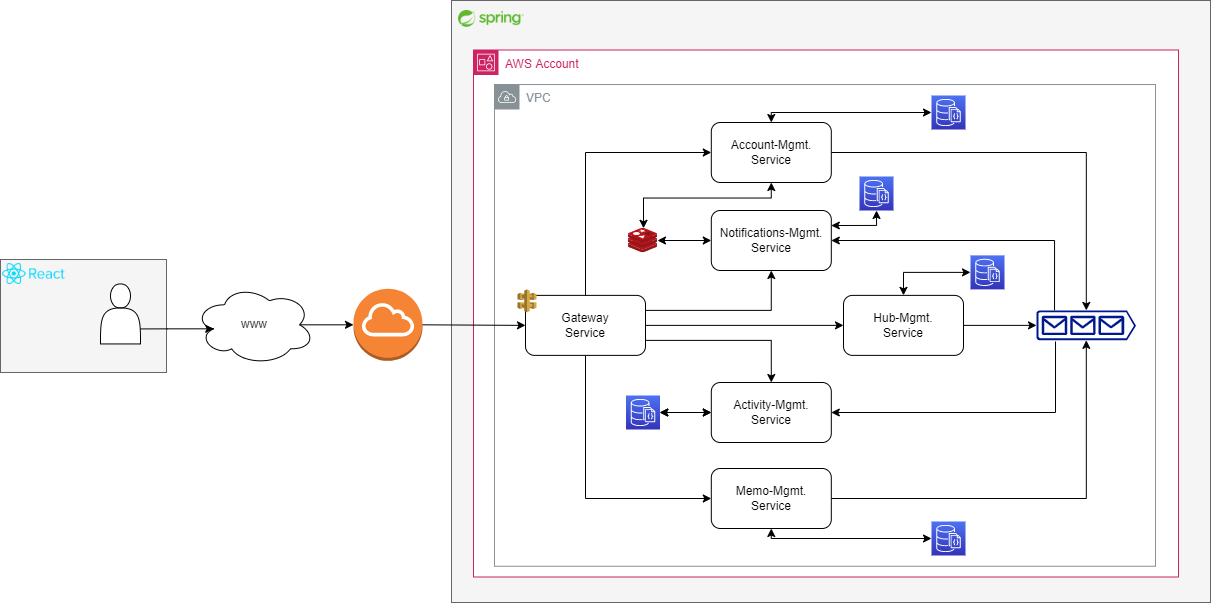 spring
AWS Account
VPC
Account-Mgmt.
Service
Notifications-Mgmt.
Service
React
www
Gateway
Service
Hub-Mgmt.
Service
Activity-Mgmt.
Service
Memo-Mgmt.
Service